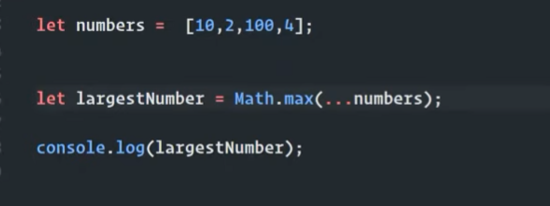 let numbers =  [10,2,100,4];
let largestNumber = Math.max(...numbers);
console.log(largestNumber);